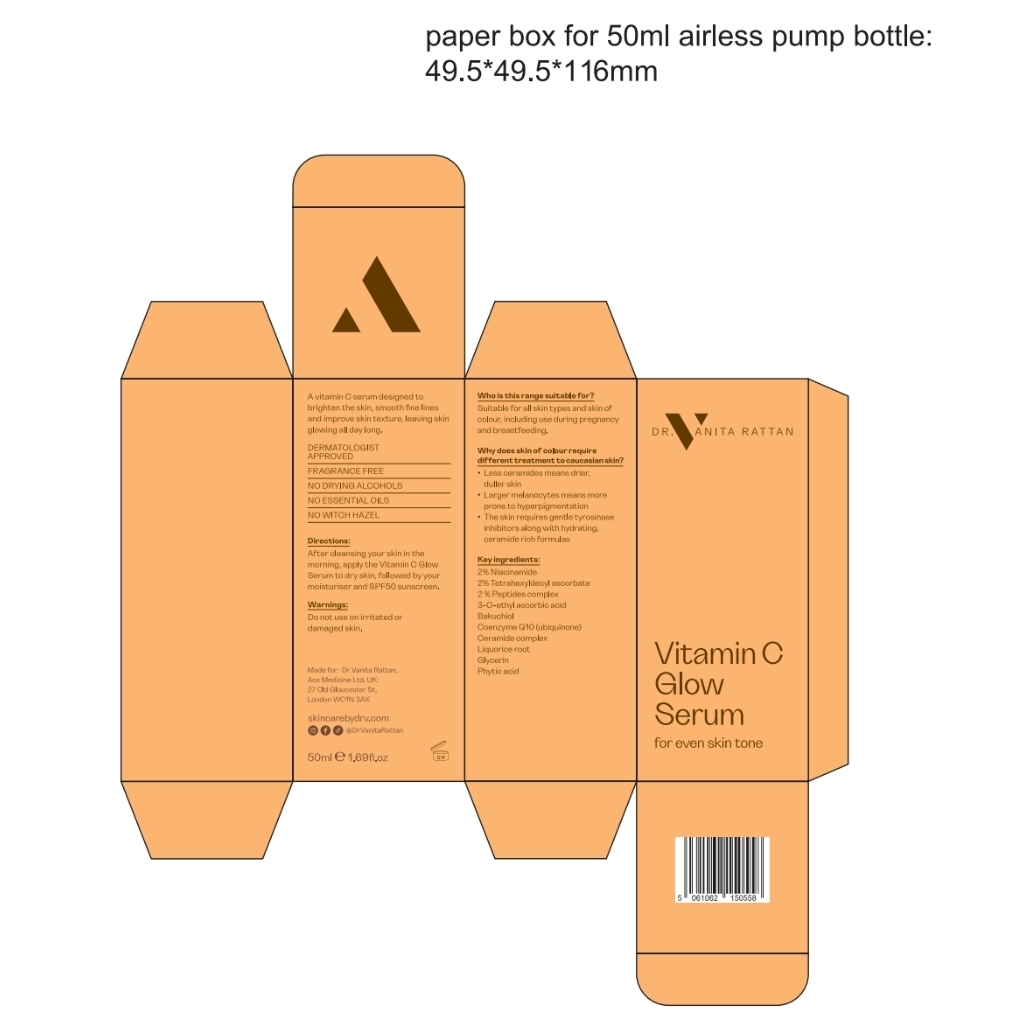 paper box for 50ml airless pump bottle:
49.5*49.5*116mm
A vitamin C serum designed to
brighten the skin, smooth fine lines
and improve skin texture, leaving skin
glowing all day long.
DERMATOLOGIST
APPROVED
FRAGRANCE FREE
NO DRYING ALCOHOLS
NO ESSENTIAL OILS
NO WITCH HAZEL
Directions:
After cleansing your skin in the
morning, apply the Vitamin C Glow
Serum to dry skin, followed by your
moisturiser and SPF50 sunscreen.
Warnings:
Do not use on irritated or
damaged skin.
Made for: Dr Vanita Rattan,
Ace Medicine Ltd. UK:
27 Old Gloucester St,
London WC1N 3AX
skincarebydrv.com
@DrVanitaRattan
50ml ℮ 1.69fl.oz
12M
Who is this range suitable for?
Suitable for all skin types and skin of
colour, including use during pregnancy
and breastfeeding.
Why does skin of colour require
different treatment to caucasian skin?
• Less ceramides means drier,
duller skin
• Larger melanocytes means more
prone to hyperpigmentation
• The skin requires gentle tyrosinase
inhibitors along with hydrating,
ceramide rich formulas
Key ingredients:
2% Niacinamide
2% Tetrahexyldecyl ascorbate
2 % Peptides complex
3-O-ethyl ascorbic acid
Bakuchiol
Coenzyme Q10 (ubiquinone)
Ceramide complex
Liquorice root
Glycerin
Phytic acid
DR. VANITA RATTAN
Vitamin C
Glow
Serum
for even skin tone
5 061062 150558